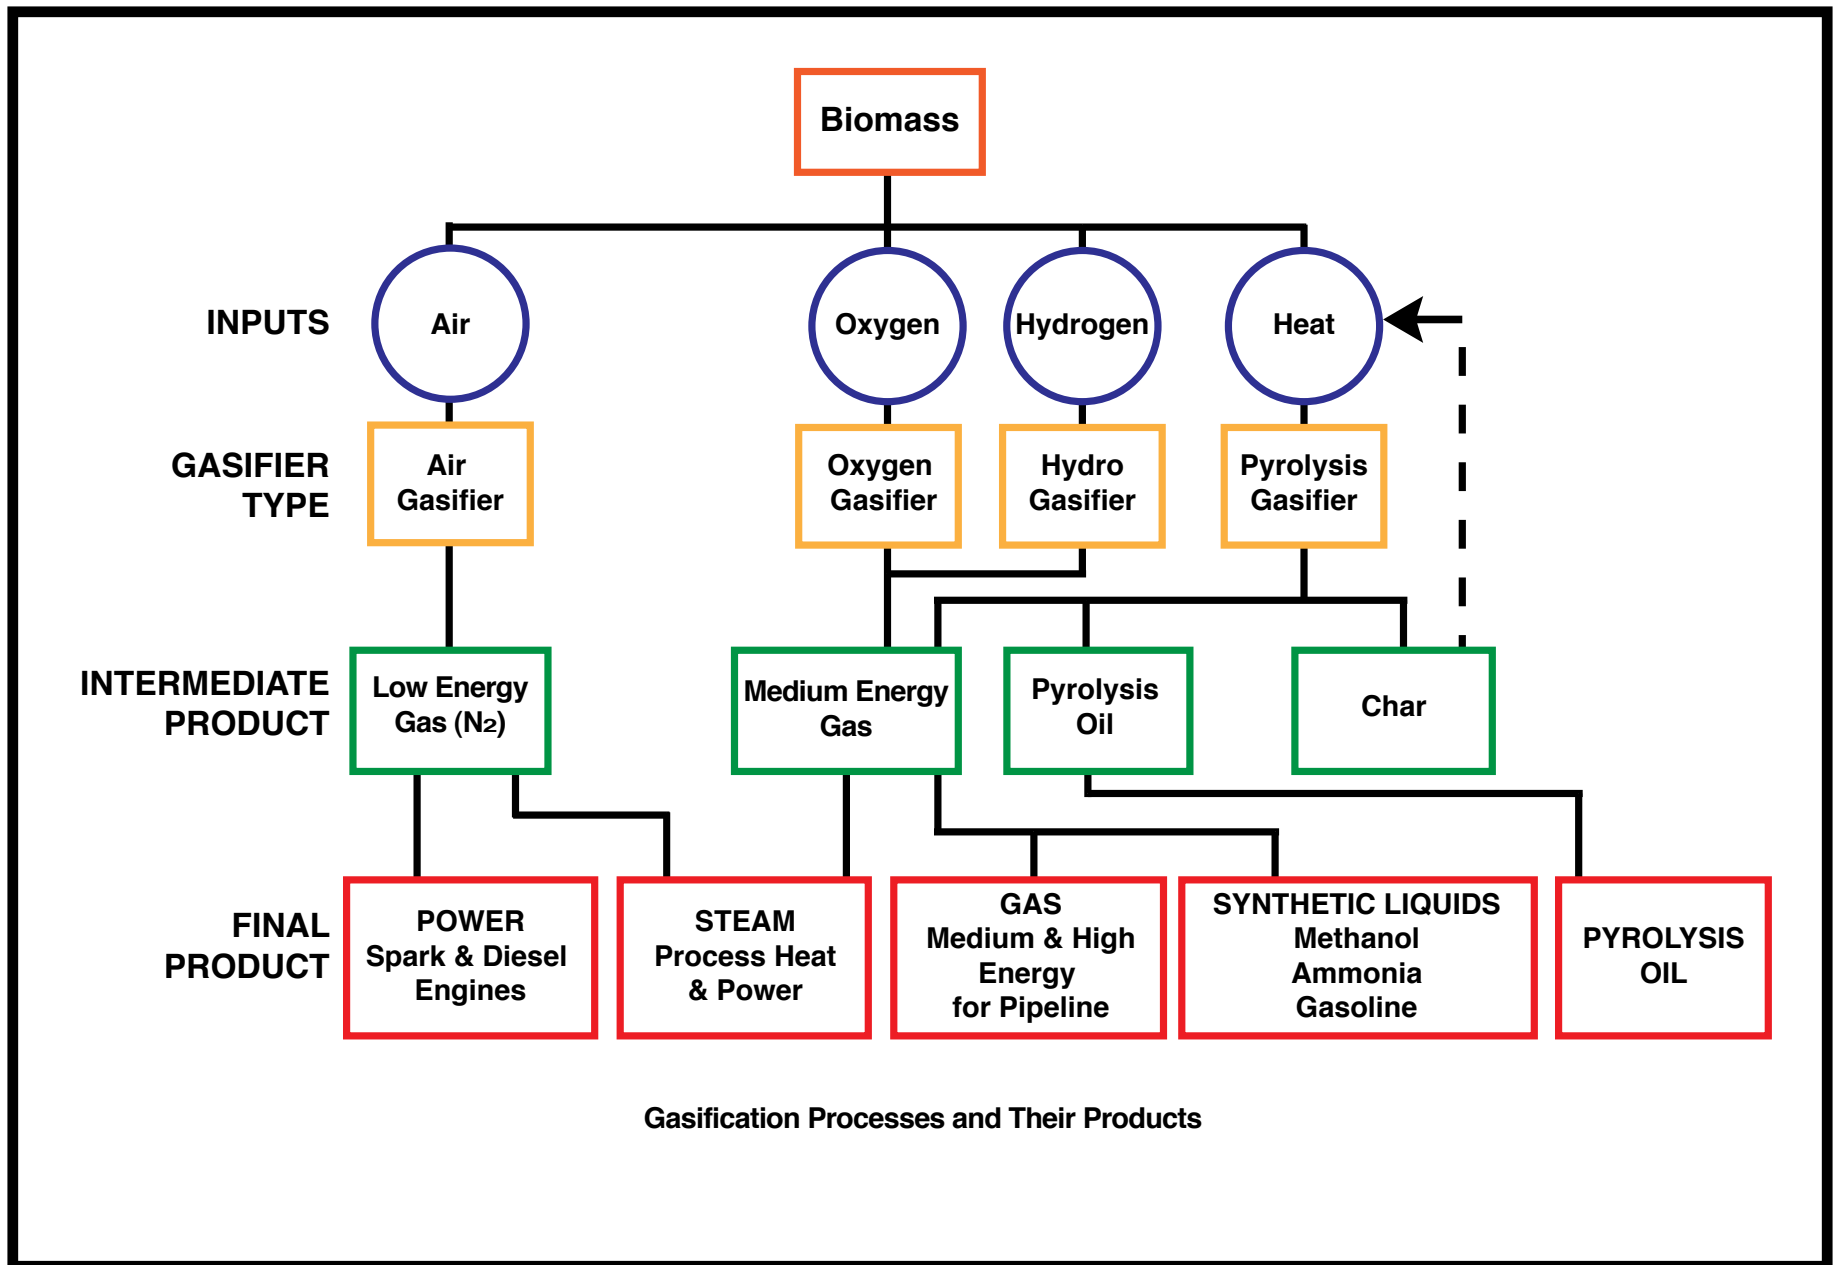 Biomass
INPUTS
Air
Oxygen
Hydrogen
Heat
GASIFIER
TYPE
Air
Gasifier
Oxygen
Gasifier
Hydro
Gasifier
Pyrolysis
Gasifier
INTERMEDIATE
PRODUCT
Low Energy
Gas (N2)
Medium Energy
Gas
Pyrolysis
Oil
Char
FINAL
PRODUCT
POWER
Spark & Diesel
Engines
STEAM
Process Heat
& Power
GAS
Medium & High
Energy
for Pipeline
SYNTHETIC LIQUIDS
Methanol
Ammonia
Gasoline
PYROLYSIS
OIL
Gasification Processes and Their Products